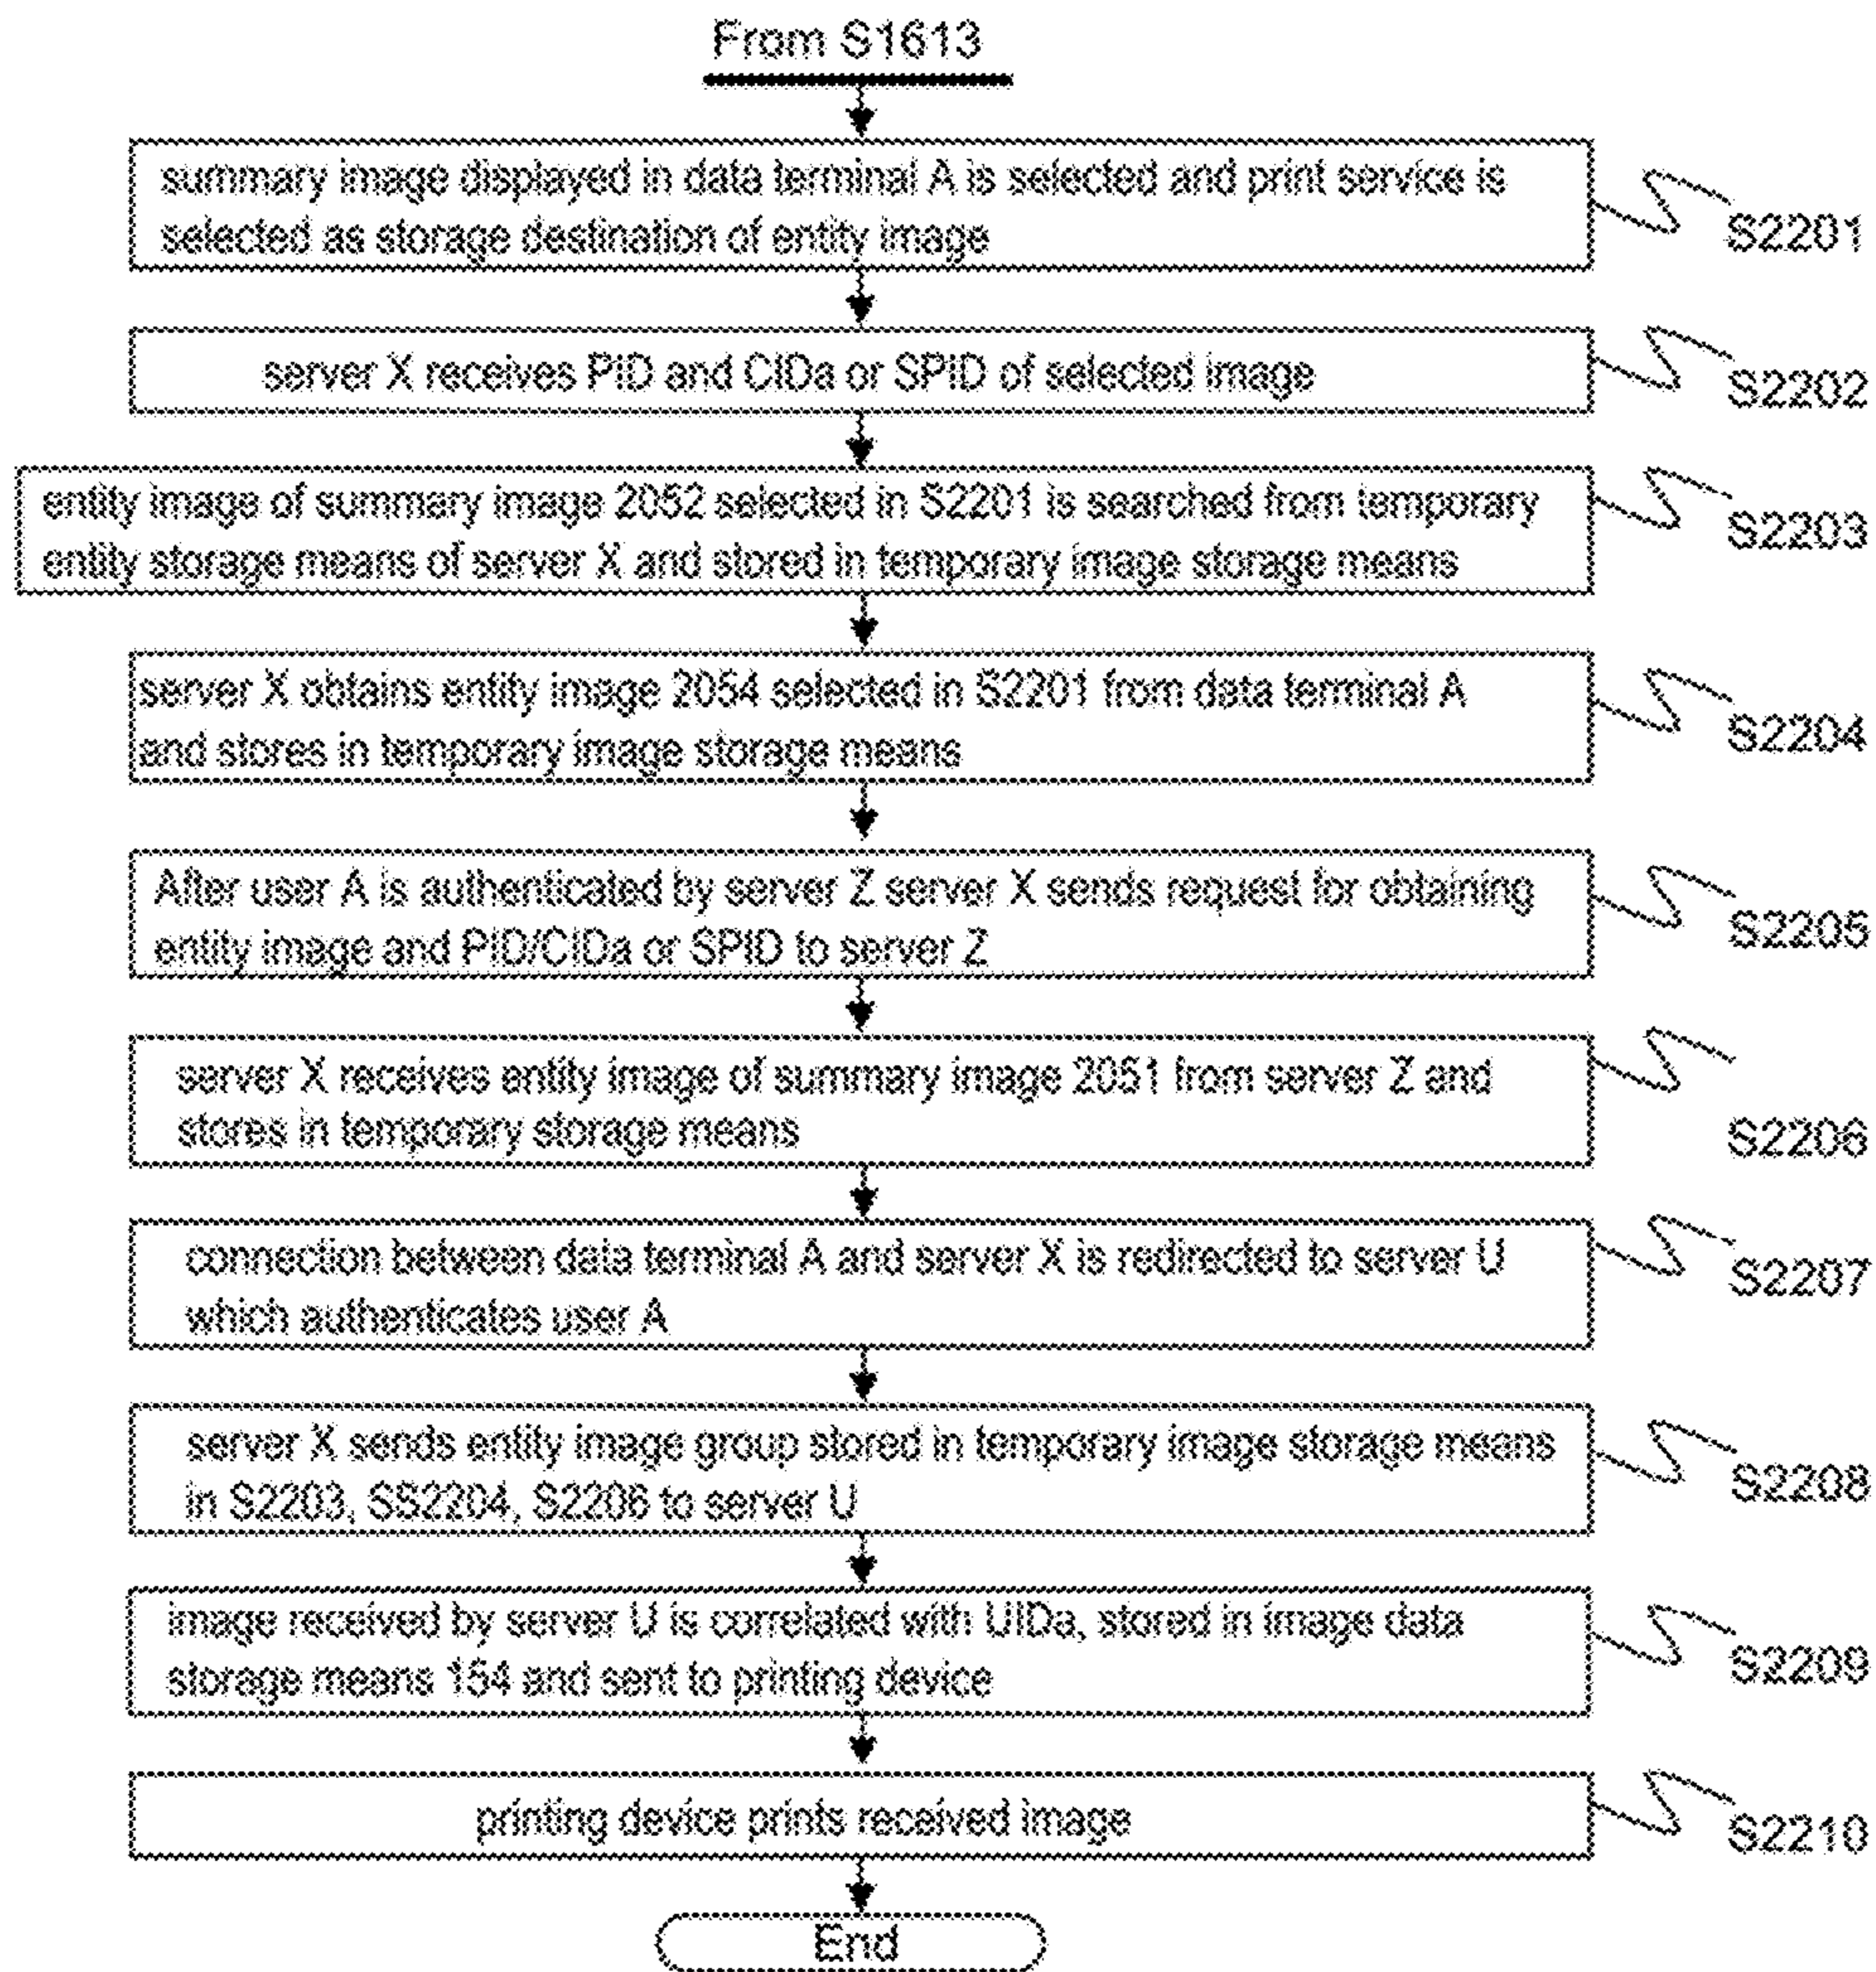 From S1613
summary image displayed in data terminal A is selected and print service is
selected as storage destination of entity image
S2201
server X receives PID and CIDa or SPID of selected image
S2202
entity image of summary image 2052 selected in S2201 is searched from temporary
entity storage means of server X and stored in temporary image storage means
S2203
server X obtains entity image 2054 selected in S2201 from data terminal A
and stores in temporary image storage means
S2204
After user A is authenticated by server Z server X sends request for obtaining
entity image and PID/CIDa or SPID to server Z
S2205
server X receives entity image of summary image 2051 from server Z and
stores in temporary storage means
S2206
connection between data terminal A and server X is redirected to server U
which authenticates user A
S2207
server X sends entity image group stored in temporary image storage means
in S2203, SS2204, S2206 to server U
S2208
image received by server U is correlated with UIDa, stored in image data
storage means 154 and sent to printing device
S2209
printing device prints received image
S2210
End